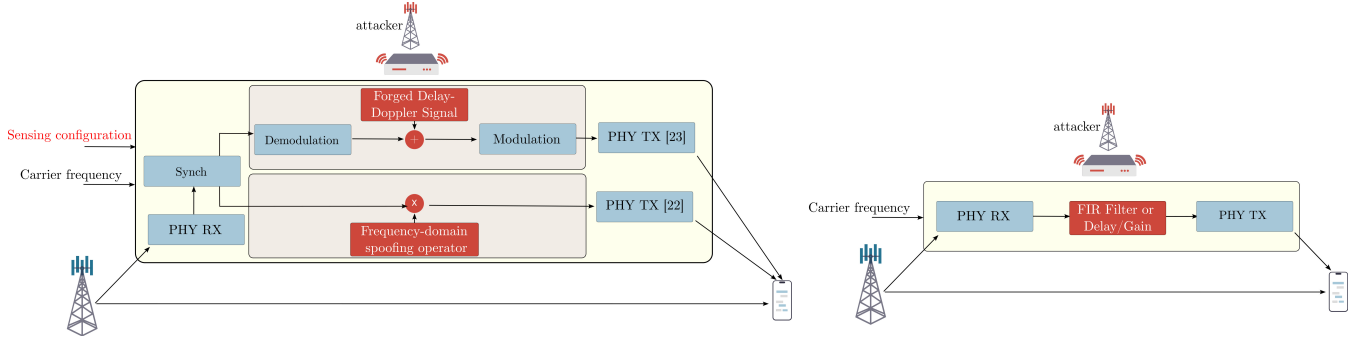 attacker
Forged Delay-
Doppler Signal
Sensing configuration
Demodulation
+
Modulation
PHY TX [23]
Carrier frequency
Synch
x
PHY TX [22]
PHY RX
Frequency-domain
spoofing operator
attacker
Carrier frequency
PHY RX
FIR Filter or
Delay/Gain
PHY TX